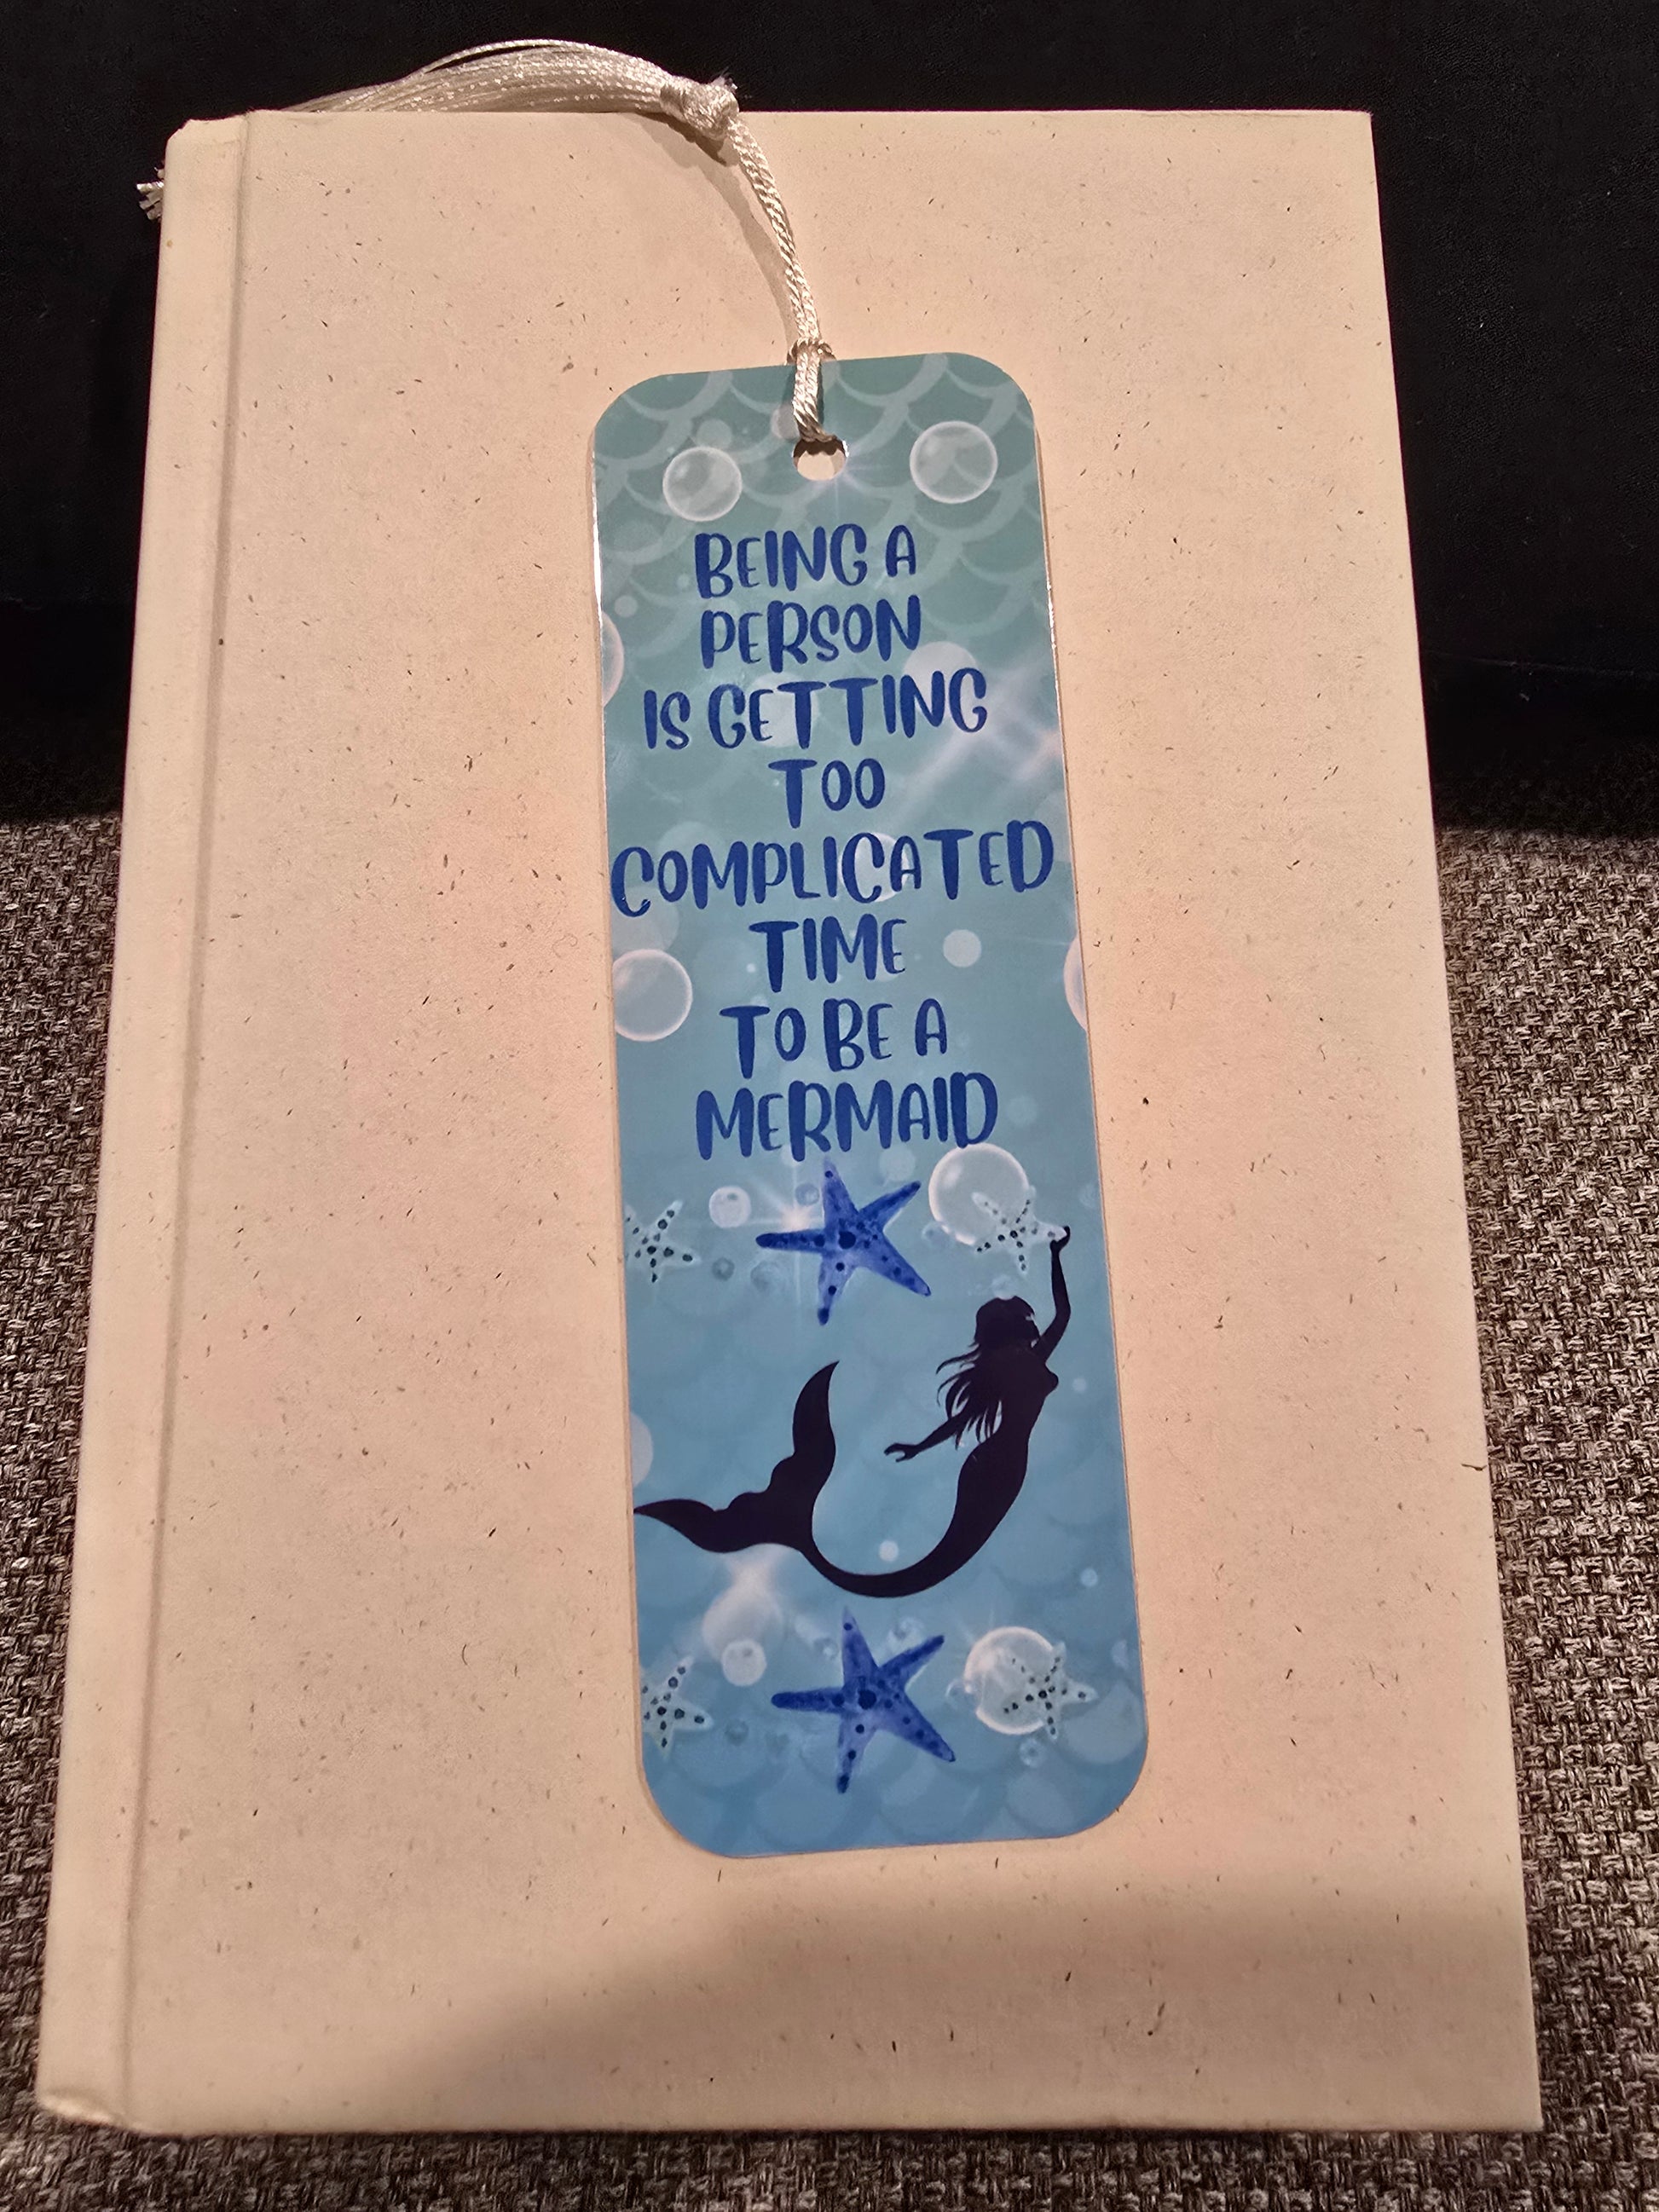 BEING A
PERSON
IS GETTING
TOO
COMPLICATED
TIME
TO BE A
MERMAID